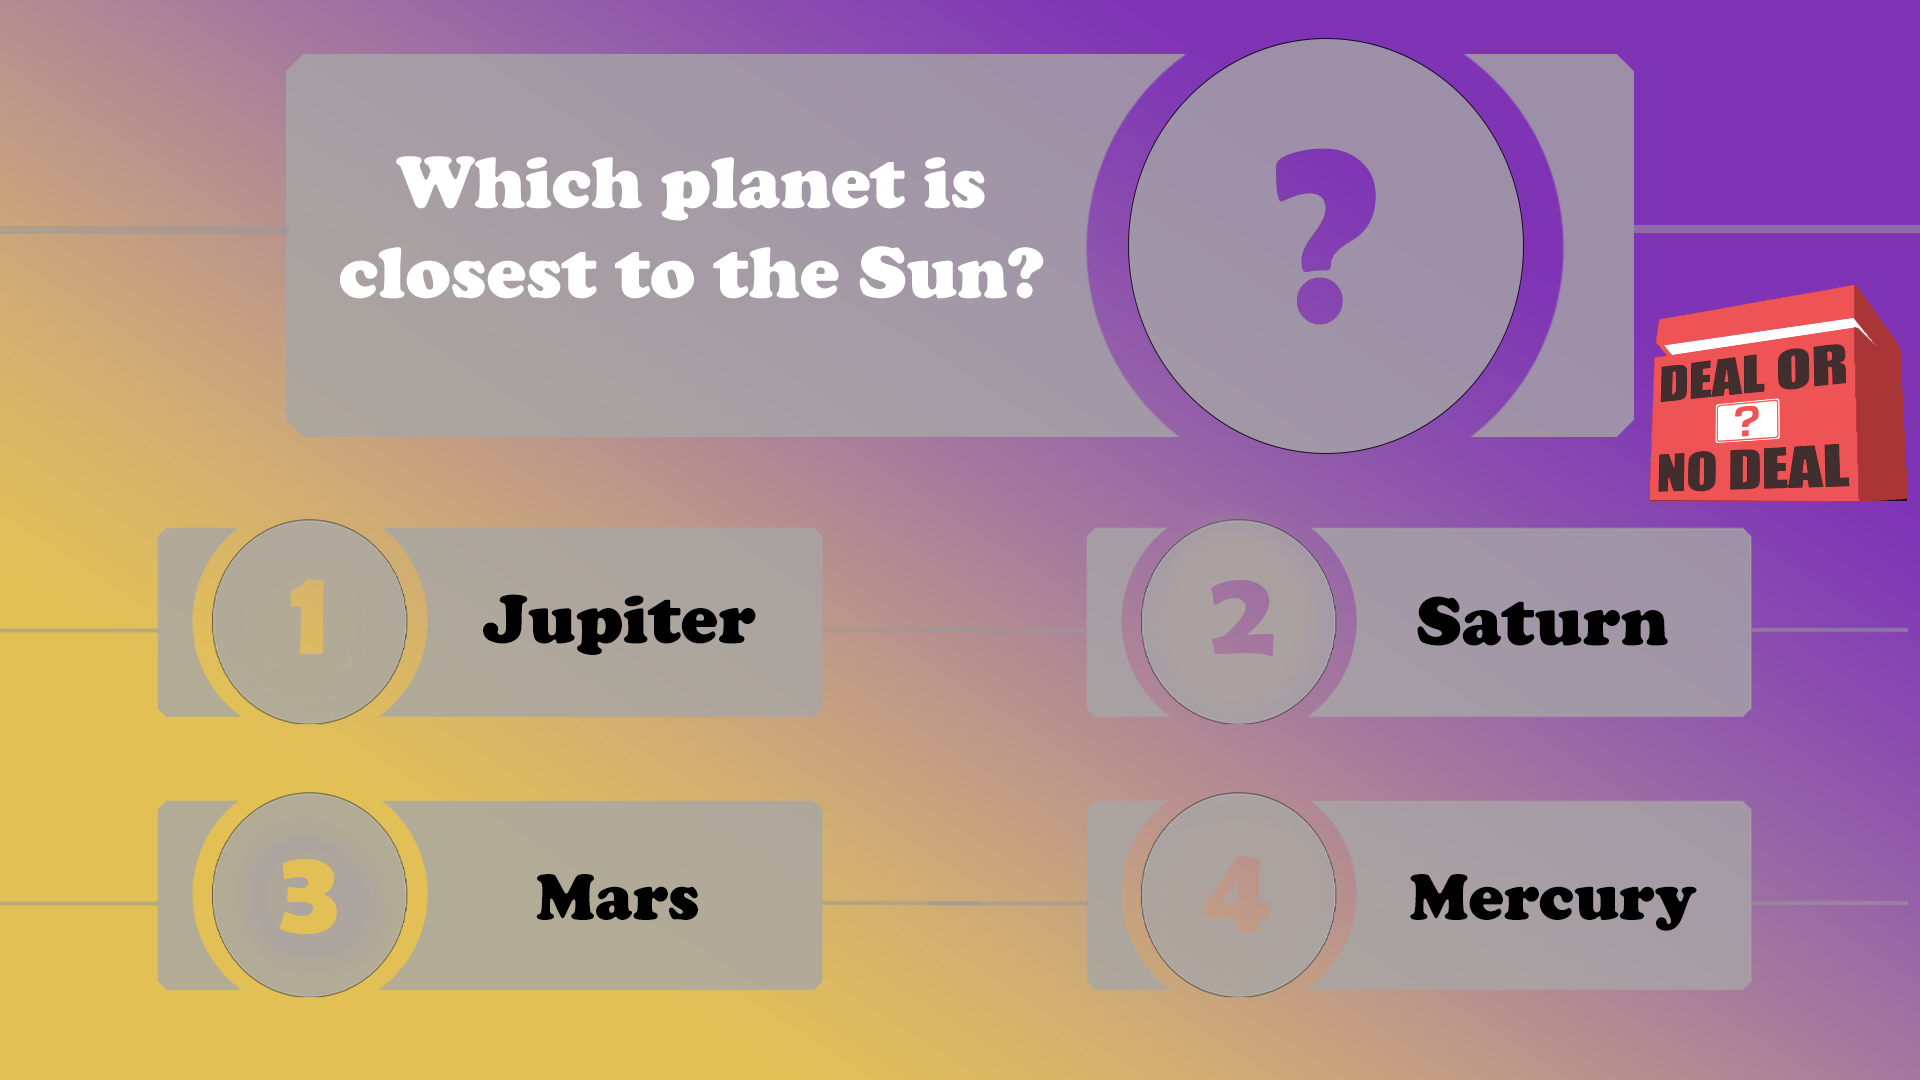 Which planet is
closest to the Sun?
?
DEAL OR
?
NO DEAL
1
Jupiter
2
Saturn
3
Mars
4
Mercury